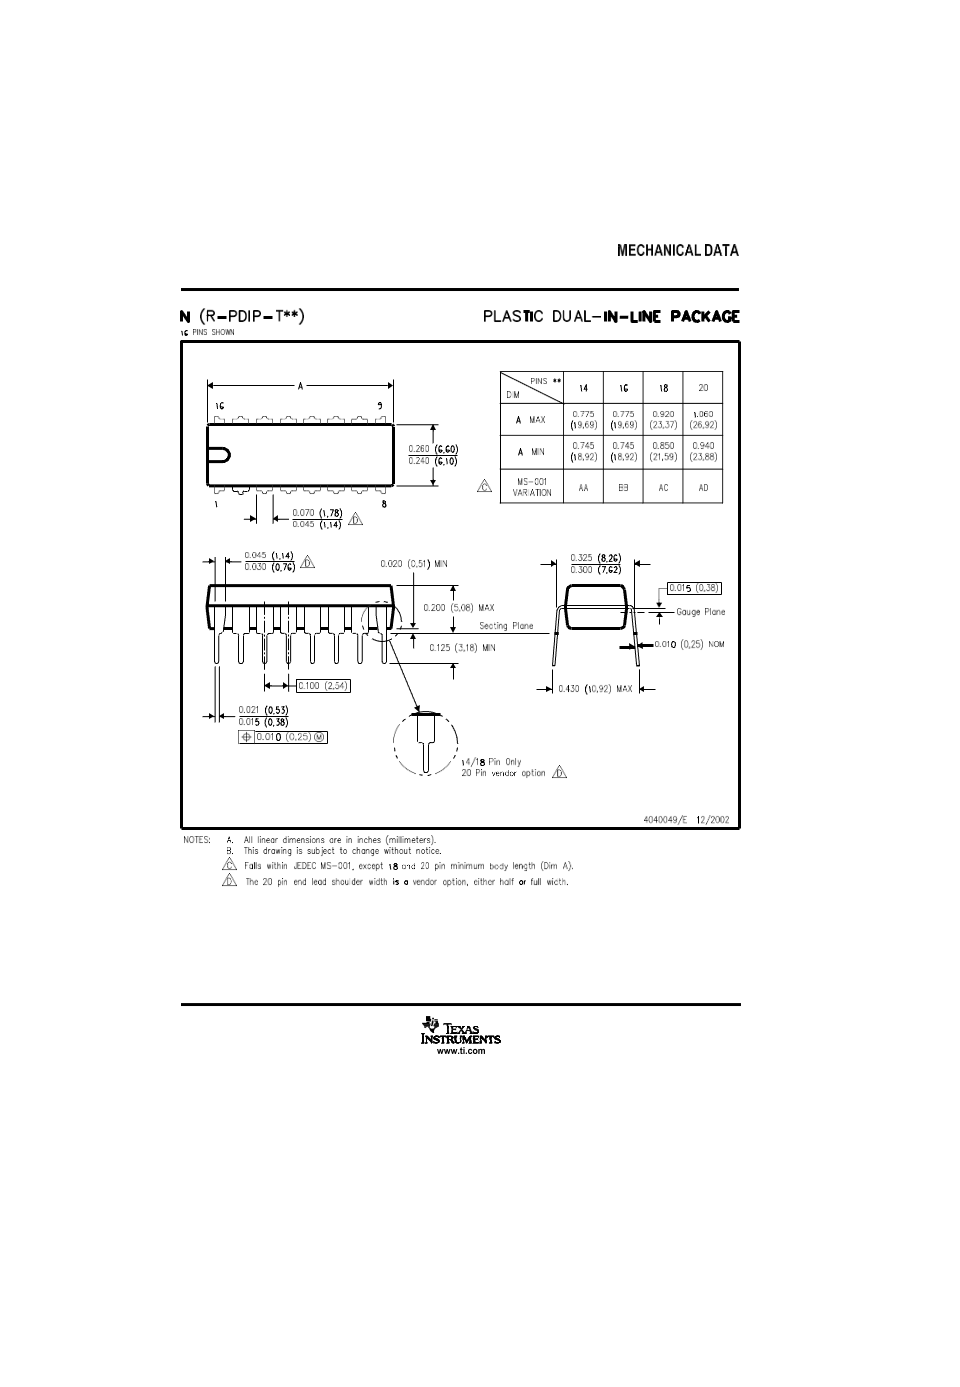 MECHANICAL DATA
N (R-PDIP-T**)
PLASTIC DUAL-IN-LINE PACKAGE
16 PINS SHOWN
A
16
9
1
8
0.260 (6,60)
0.240 (6,10)
0.070 (1,78)
0.045 (1,14)
D
PINS **
DIM
14
16
18
20
A MAX
0.775
(19,69)
0.775
(19,69)
0.920
(23,37)
1.060
(26,92)
A MIN
0.745
(18,92)
0.745
(18,92)
0.850
(21,59)
0.940
(23,88)
C
MS-001
VARIATION
AA
BB
AC
AD
0.045 (1,14)
0.030 (0,76)
D
0.020 (0,51) MIN
0.200 (5,08) MAX
Seating Plane
0.125 (3,18) MIN
0.100 (2,54)
0.021 (0,53)
0.015 (0,38)
0.010 (0,25) M
0.325 (8,26)
0.300 (7,62)
0.015 (0,38)
Gauge Plane
0.010 (0,25) NOM
0.430 (10,92) MAX
14/18 Pin Only
20 Pin vendor option D
4040049/E 12/2002
NOTES: A. All linear dimensions are in inches (millimeters).
B. This drawing is subject to change without notice.
C Falls within JEDEC MS-001, except 18 and 20 pin minimum body length (Dim A).
D The 20 pin end lead shoulder width is a vendor option, either half or full width.
TEXAS
INSTRUMENTS
www.ti.com